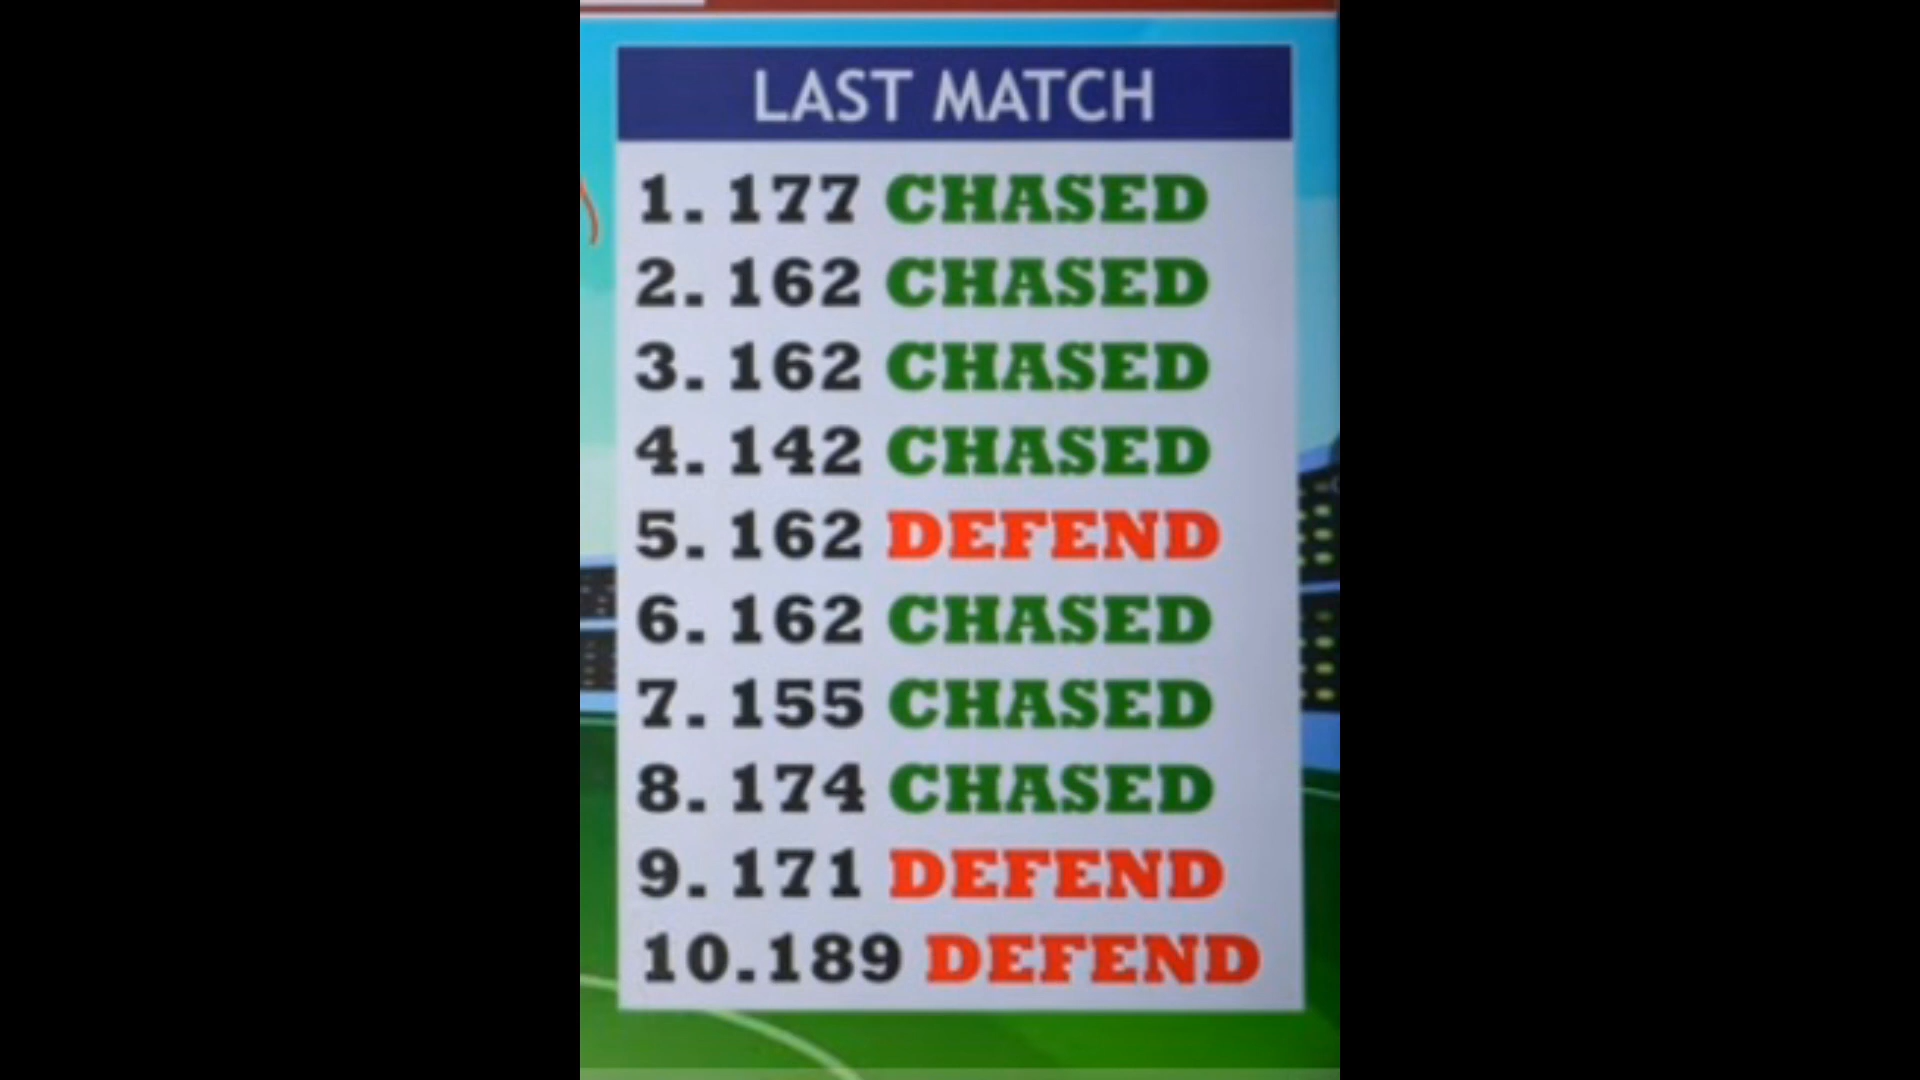 LAST MATCH
1. 177 CHASED
2. 162 CHASED
3. 162 CHASED
4. 142 CHASED
5. 162 DEFEND
6. 162 CHASED
7. 155 CHASED
8. 174 CHASED
9. 171 DEFEND
10.189 DEFEND